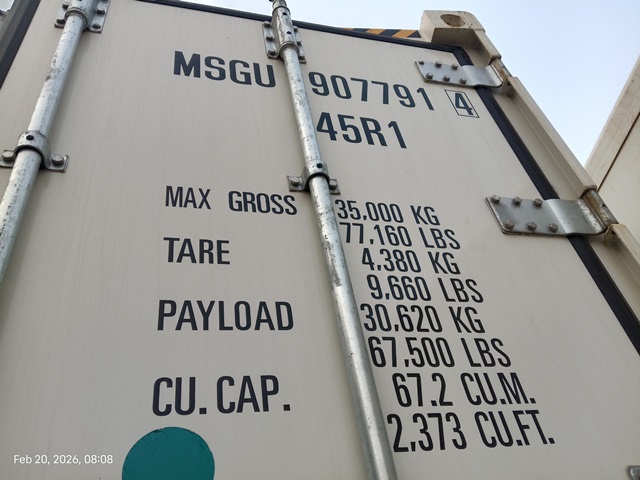 MSGU 907791 4
45R1
MAX GROSS 35,000 KG
77,160 LBS
TARE 4,380 KG
9,660 LBS
PAYLOAD 30,620 KG
67,500 LBS
CU. CAP. 67.2 CU.M.
2,373 CU.FT.
Feb 20, 2026, 08:08